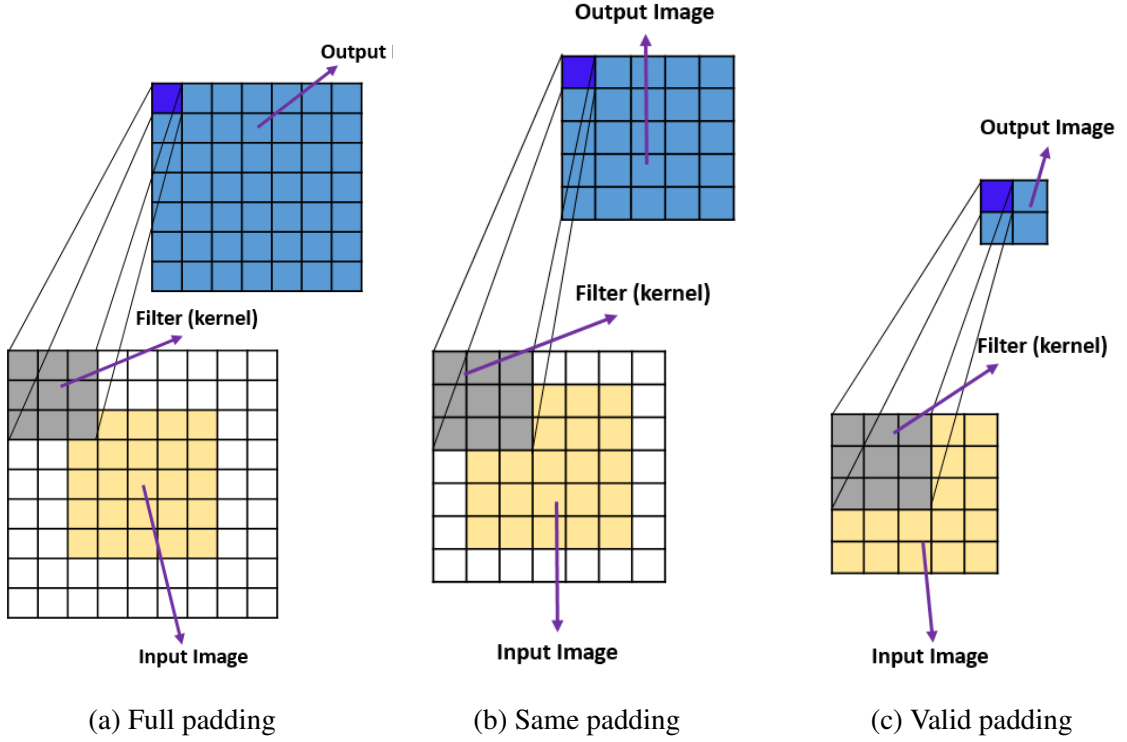 Output Image
Output
Output Image
Filter (kernel)
Filter (kernel)
Filter (kernel)
Input Image
Input Image
Input Image
(a) Full padding
(b) Same padding
(c) Valid padding